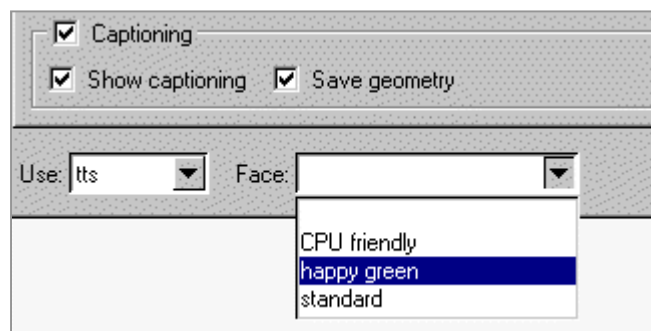 Captioning
Show captioning Save geometry
Use: tts Face:
CPU friendly
happy green
standard